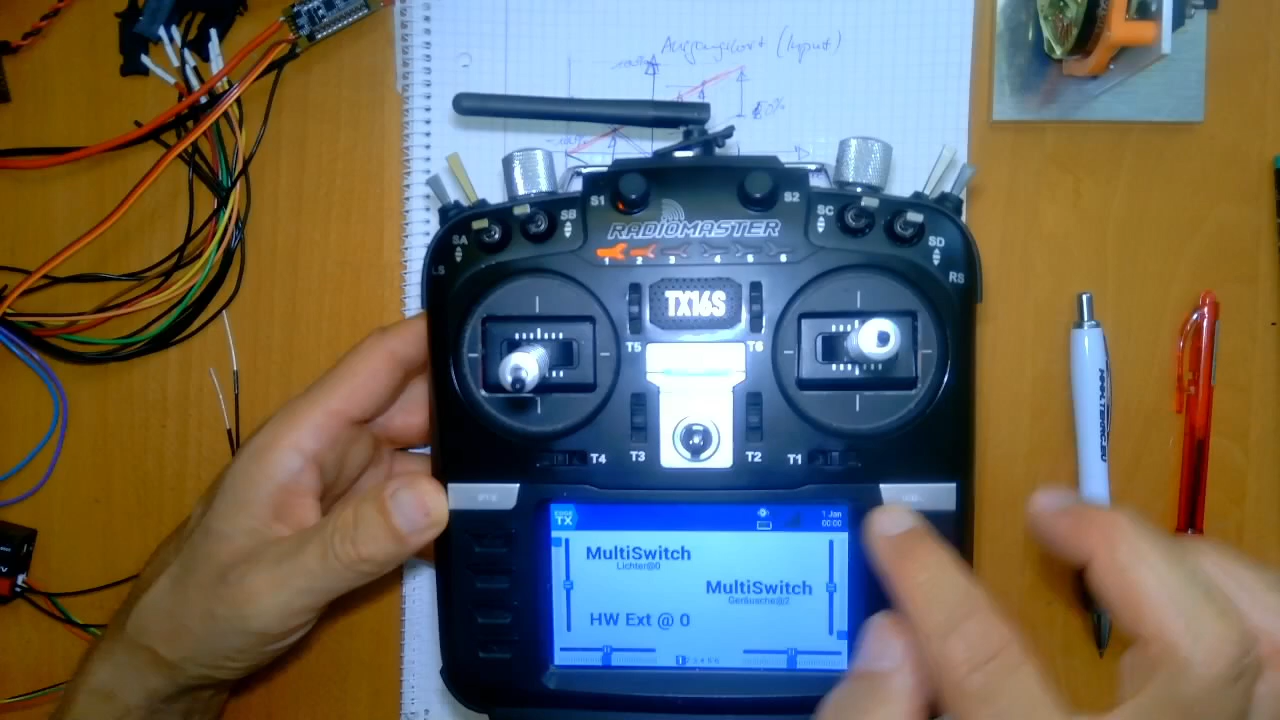 Ausgangswert (Input)
S1
S2
SA
SB
SC
SD
RADIOMASTER
1 2 3 4 5 6
LS
RS
TX16S
T5
T6
T4
T3
T2
T1
SYS
EDGE
TX
1 Jan
00:00
MultiSwitch
Lichter@0
MultiSwitch
Geräusche@2
HW Ext @ 0